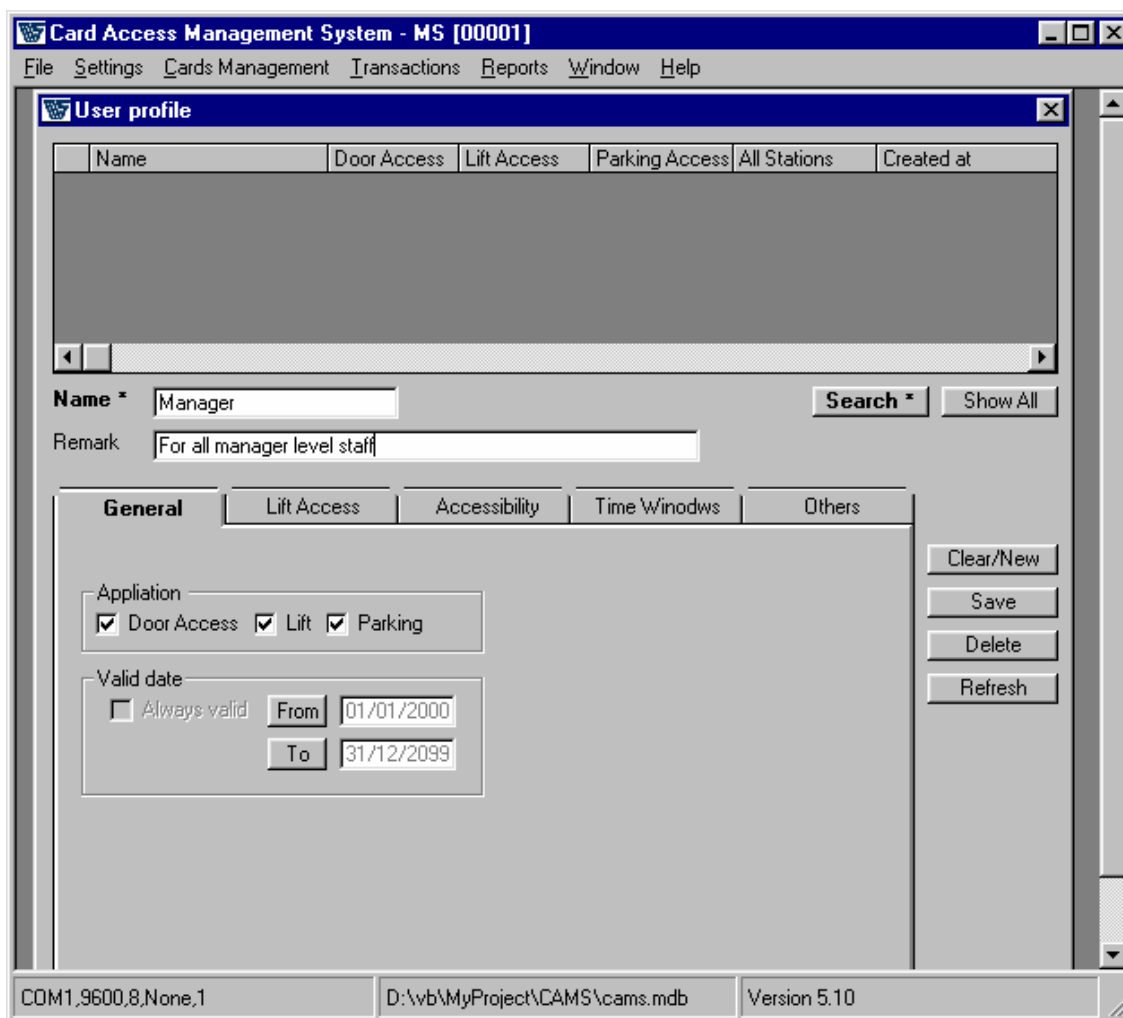 Card Access Management System - MS [00001]
File Settings Cards Management Transactions Reports Window Help
User profile
Name Door Access Lift Access Parking Access All Stations Created at
Name * Manager Search * Show All
Remark For all manager level staff
General Lift Access Accessibility Time Winodws Others
Clear/New
Appliation
Save
Door Access Lift Parking
Delete
Valid date
Refresh
Always valid From 01/01/2000
To 31/12/2099
COM1,9600,8,None,1 D:\vb\MyProject\CAMS\cams.mdb Version 5.10